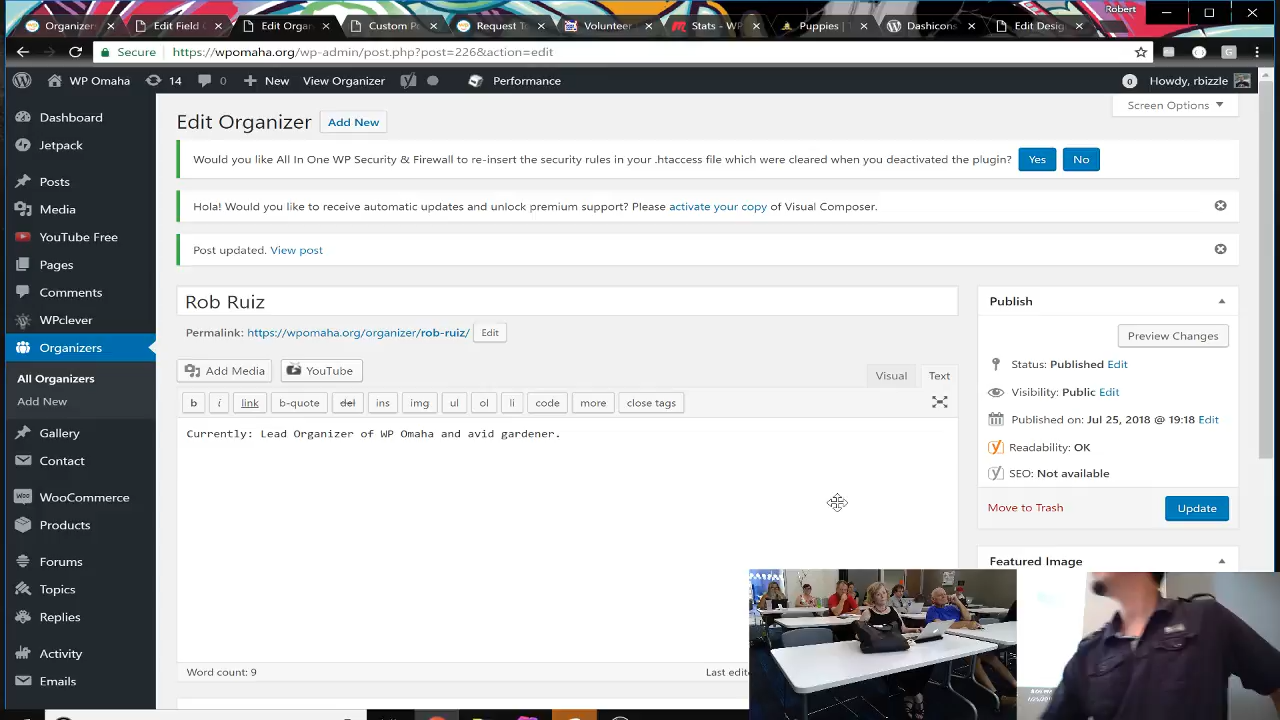 Robert
Organizer
Edit Field
Edit Organ
Custom P
Request To
Volunteer
Stats - WP
Puppies |
Dashicons
Edit Desig
Secure
https://wpomaha.org/wp-admin/post.php?post=226&action=edit
WP Omaha
14
0
New
View Organizer
Performance
0
Howdy, rbizzle
Screen Options
Dashboard
Jetpack
Posts
Media
YouTube Free
Pages
Comments
WPclever
Organizers
All Organizers
Add New
Gallery
Contact
WooCommerce
Products
Forums
Topics
Replies
Activity
Emails
Edit Organizer
Add New
Would you like All In One WP Security & Firewall to re-insert the security rules in your .htaccess file which were cleared when you deactivated the plugin?
Yes
No
Hola! Would you like to receive automatic updates and unlock premium support? Please activate your copy of Visual Composer.
Post updated. View post
Rob Ruiz
Permalink: https://wpomaha.org/organizer/rob-ruiz/
Edit
Add Media
YouTube
Visual
Text
b
i
link
b-quote
del
ins
img
ul
ol
li
code
more
close tags
Currently: Lead Organizer of WP Omaha and avid gardener.
Word count: 9
Last edite
Publish
Preview Changes
Status: Published Edit
Visibility: Public Edit
Published on: Jul 25, 2018 @ 19:18 Edit
Readability: OK
SEO: Not available
Move to Trash
Update
Featured Image